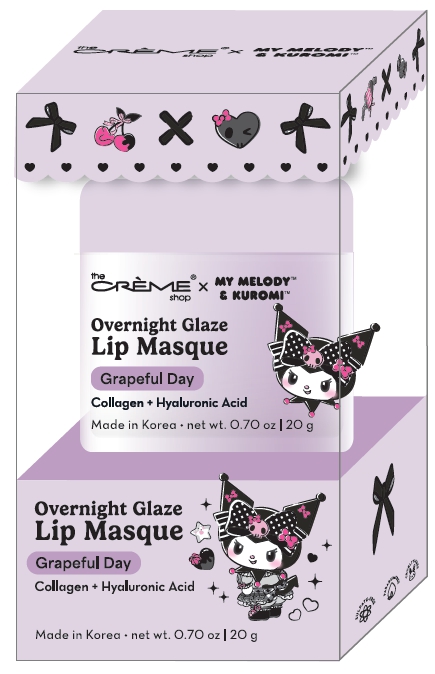 the CRÈME® shop x MY MELODY™ & KUROMI™
the CRÈME® shop x MY MELODY™
& KUROMI™
Overnight Glaze
Lip Masque
Grapeful Day
Collagen + Hyaluronic Acid
Made in Korea • net wt. 0.70 oz | 20 g
Overnight Glaze
Lip Masque
Grapeful Day
Collagen + Hyaluronic Acid
Made in Korea • net wt. 0.70 oz | 20 g